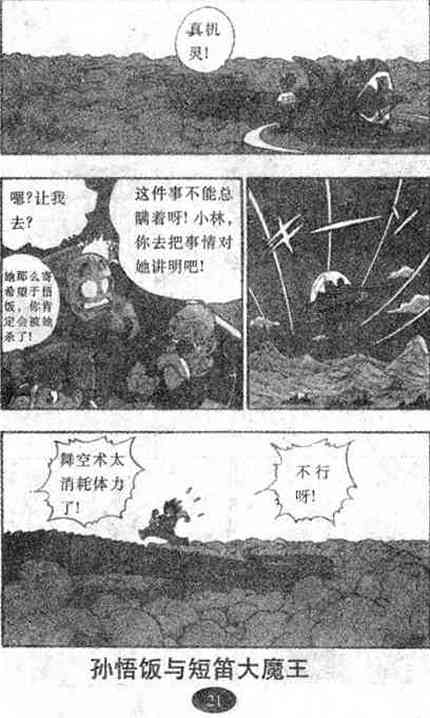 真机
灵!
这件事不能总
瞒着呀! 小林,
你去把事情对
她讲明吧!
嗯?让我
去?
她那么寄
希望于悟
饭，你肯
定会被她
杀了!
不行
呀!
舞空术太
消耗体力
了!
孙悟饭与短笛大魔王
21